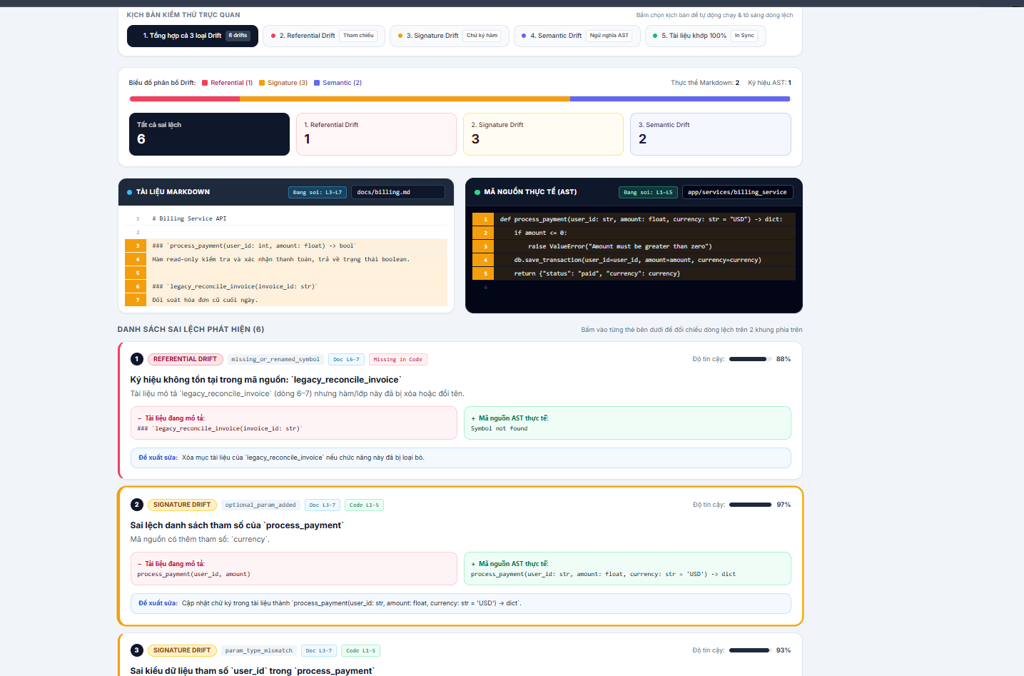 KỊCH BẢN KIỂM THỬ TRỰC QUAN
Bấm chọn kịch bản để tự động chạy & tô sáng dòng lệch
1. Tổng hợp cả 3 loại Drift 6 drifts
2. Referential Drift Tham chiếu
3. Signature Drift Chữ ký hàm
4. Semantic Drift Ngữ nghĩa AST
5. Tài liệu khớp 100% In Sync
Biểu đồ phân bổ Drift: Referential (1) Signature (3) Semantic (2)
Thực thể Markdown: 2 Ký hiệu AST: 1
Tất cả sai lệch
6
1. Referential Drift
1
2. Signature Drift
3
3. Semantic Drift
2
TÀI LIỆU MARKDOWN Đang soi: L3–L7 docs/billing.md
1 # Billing Service API
2
3 ### `process_payment(user_id: int, amount: float) -> bool`
4 Hàm read-only kiểm tra và xác nhận thanh toán, trả về trạng thái boolean.
5
6 ### `legacy_reconcile_invoice(invoice_id: str)`
7 Đối soát hóa đơn cũ cuối ngày.
MÃ NGUỒN THỰC TẾ (AST) Đang soi: L1–L5 app/services/billing_service
1 def process_payment(user_id: str, amount: float, currency: str = "USD") -> dict:
2 if amount <= 0:
3 raise ValueError("Amount must be greater than zero")
4 db.save_transaction(user_id=user_id, amount=amount, currency=currency)
5 return {"status": "paid", "currency": currency}
6
DANH SÁCH SAI LỆCH PHÁT HIỆN (6)
Bấm vào từng thẻ bên dưới để đối chiếu dòng lệch trên 2 khung phía trên
1 REFERENTIAL DRIFT missing_or_renamed_symbol Doc L6-7 Missing in Code
Độ tin cậy: 88%
Ký hiệu không tồn tại trong mã nguồn: `legacy_reconcile_invoice`
Tài liệu mô tả `legacy_reconcile_invoice` (dòng 6–7) nhưng hàm/lớp này đã bị xóa hoặc đổi tên.
− Tài liệu đang mô tả:
### `legacy_reconcile_invoice(invoice_id: str)`
+ Mã nguồn AST thực tế:
Symbol not found
Đề xuất sửa: Xóa mục tài liệu của `legacy_reconcile_invoice` nếu chức năng này đã bị loại bỏ.
2 SIGNATURE DRIFT optional_param_added Doc L3-7 Code L1-5
Độ tin cậy: 97%
Sai lệch danh sách tham số của `process_payment`
Mã nguồn có thêm tham số: `currency`.
− Tài liệu đang mô tả:
process_payment(user_id, amount)
+ Mã nguồn AST thực tế:
process_payment(user_id: str, amount: float, currency: str = 'USD') -> dict
Đề xuất sửa: Cập nhật chữ ký trong tài liệu thành `process_payment(user_id: str, amount: float, currency: str = 'USD') -> dict`.
3 SIGNATURE DRIFT param_type_mismatch Doc L3-7 Code L1-5
Độ tin cậy: 93%
Sai kiểu dữ liệu tham số `user_id` trong `process_payment`